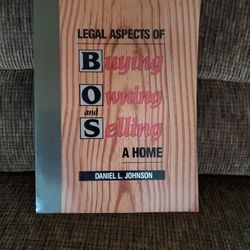 LEGAL ASPECTS OF
Buying
Owning
and
Selling
A HOME
DANIEL L. JOHNSON